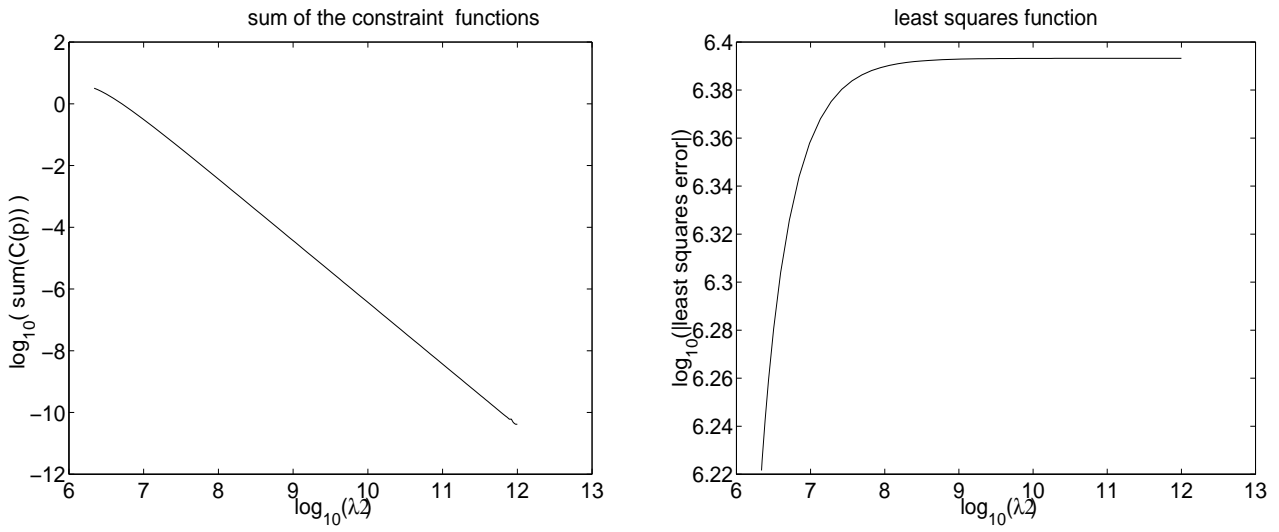 sum of the constraint functions
2
0
−2
−4
−6
−8
−10
−12
log10( sum(C(p)) )
6 7 8 9 10 11 12 13
log10(λ2)
least squares function
6.4
6.38
6.36
6.34
6.32
6.3
6.28
6.26
6.24
6.22
log10(|least squares error|)
6 7 8 9 10 11 12 13
log10(λ2)